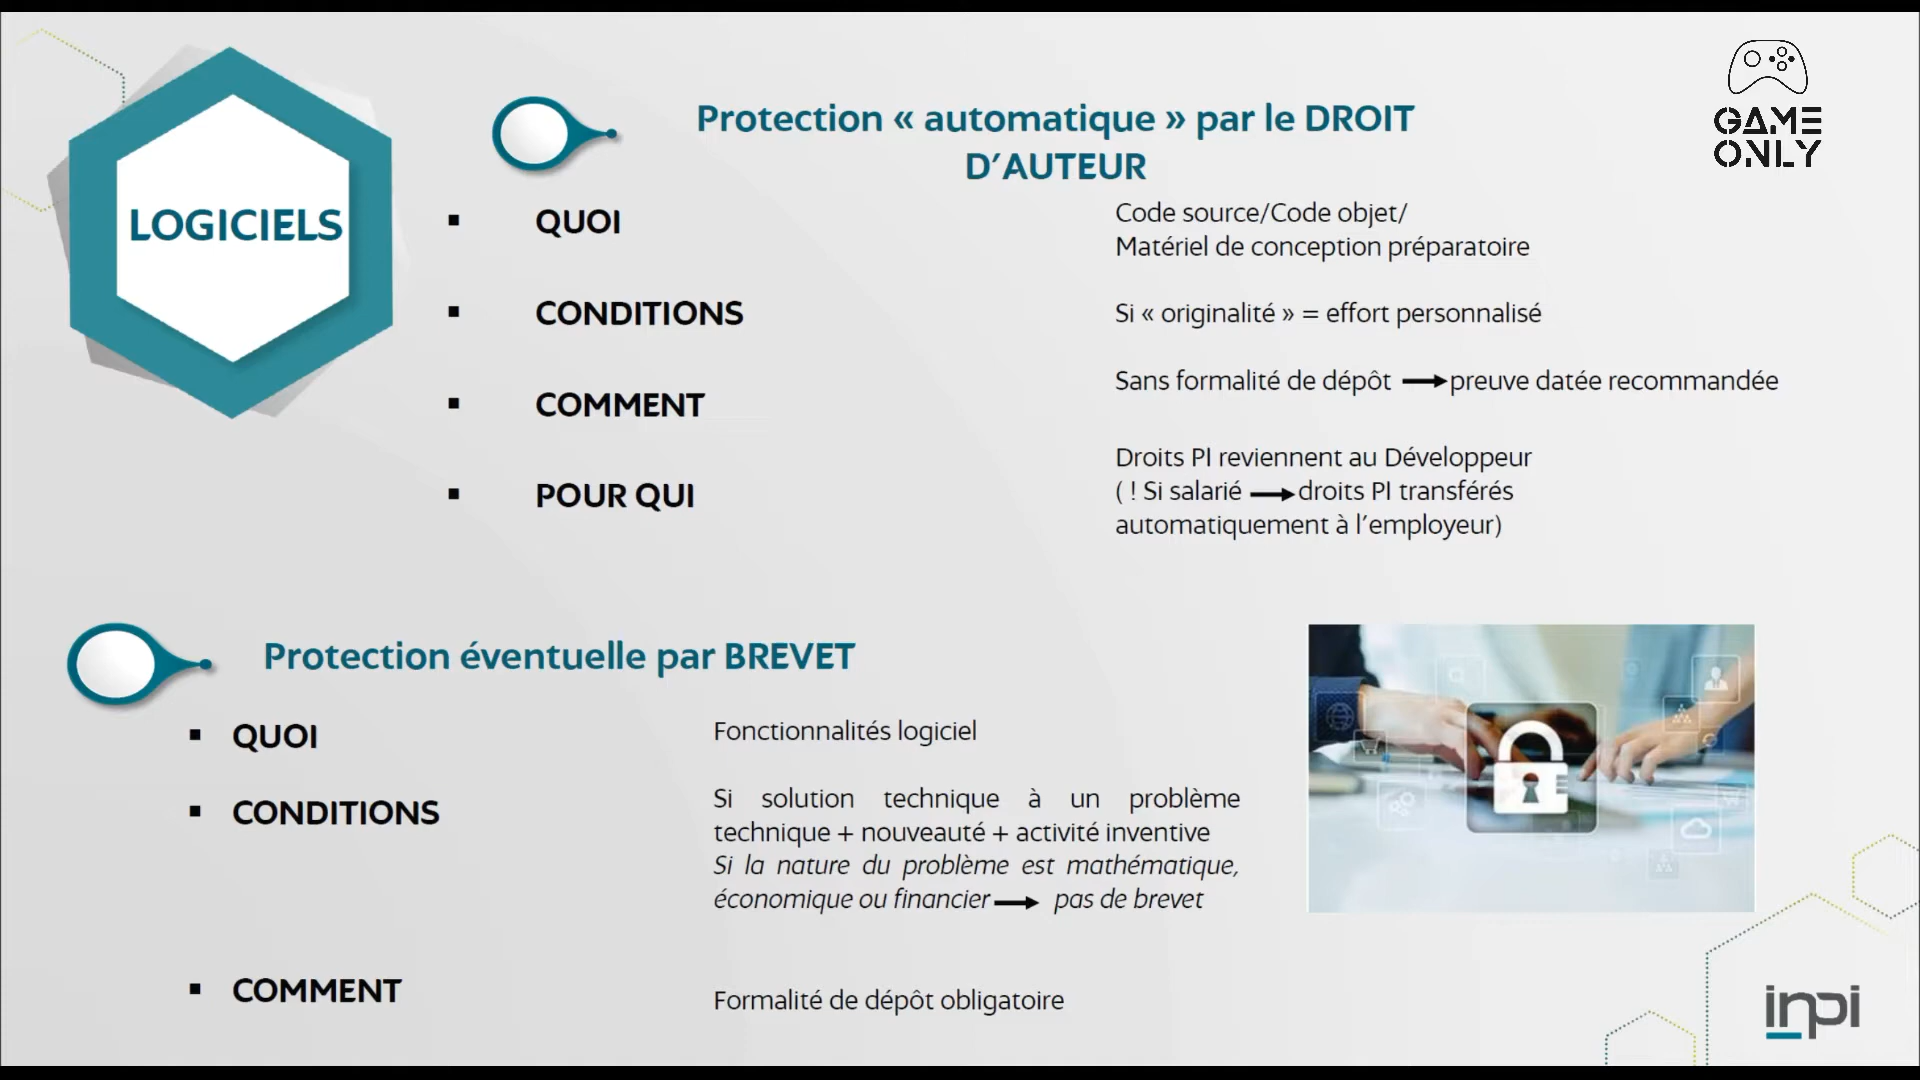 LOGICIELS
Protection « automatique » par le DROIT
D’AUTEUR
GAME
ONLY
▪ QUOI
Code source/Code objet/
Matériel de conception préparatoire
▪ CONDITIONS
Si « originalité » = effort personnalisé
▪ COMMENT
Sans formalité de dépôt → preuve datée recommandée
▪ POUR QUI
Droits PI reviennent au Développeur
( ! Si salarié → droits PI transférés
automatiquement à l’employeur)
Protection éventuelle par BREVET
▪ QUOI
Fonctionnalités logiciel
▪ CONDITIONS
Si solution technique à un problème
technique + nouveauté + activité inventive
Si la nature du problème est mathématique,
économique ou financier → pas de brevet
▪ COMMENT
Formalité de dépôt obligatoire
inpi